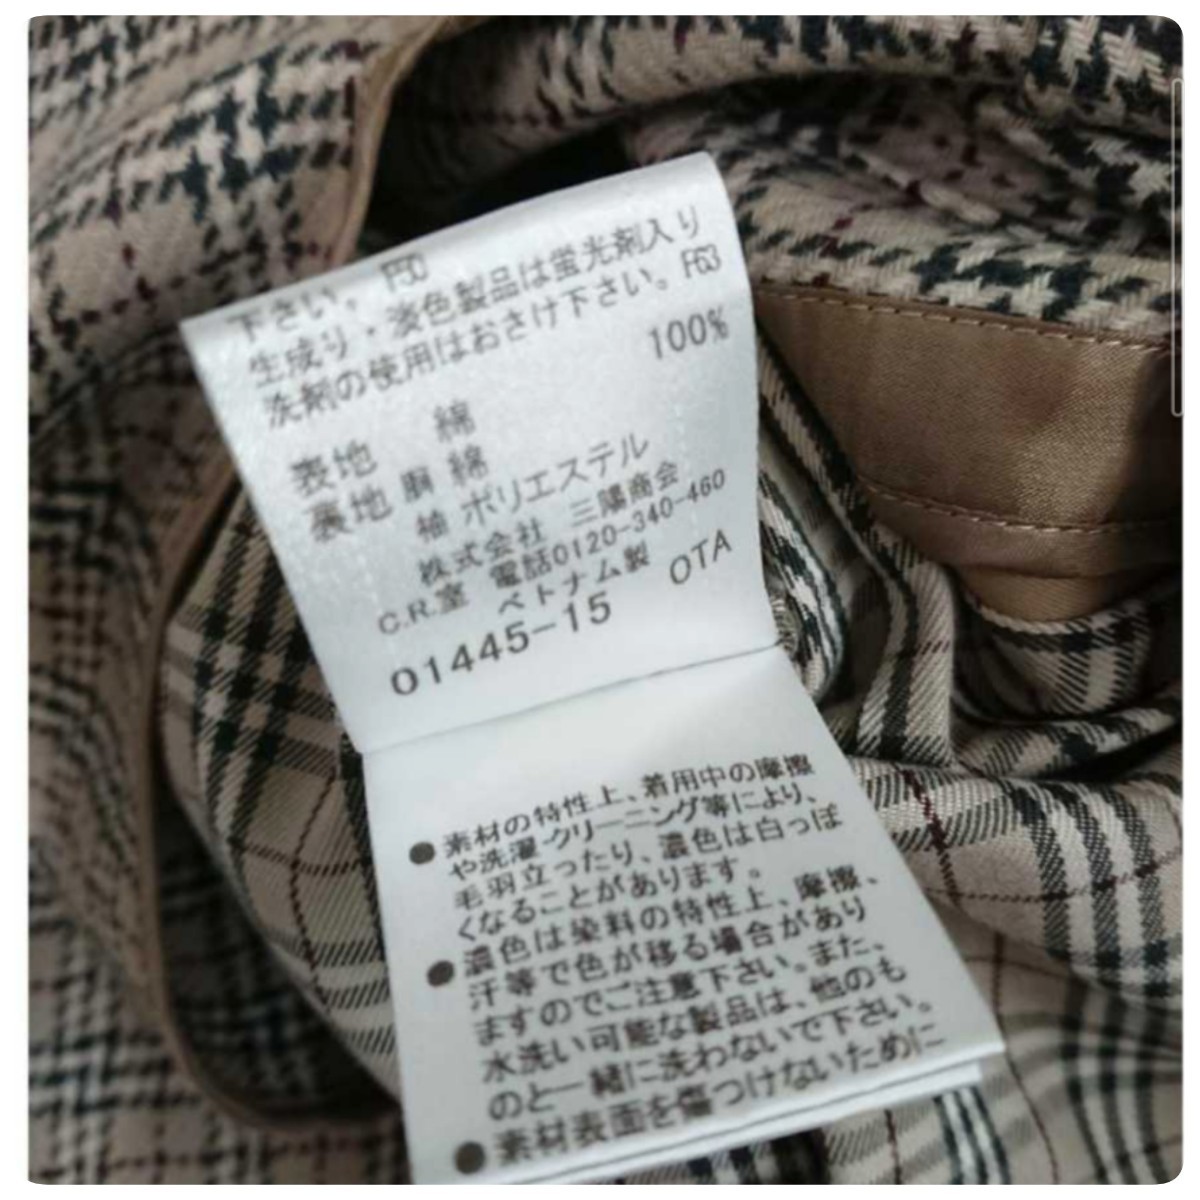 下さい。 F50
生成り・淡色製品は蛍光剤入り
洗剤の使用はおさけ下さい。F63
表地 綿 100%
裏地 胴 綿
袖 ポリエステル
株式会社 三陽商会
C.R.室 電話0120-340-460
ベトナム製 OTA
01445-15
●素材の特性上、着用中の摩擦
や洗濯・クリーニング等により、
毛羽立ったり、濃色は白っぽ
くなることがあります。
●濃色は染料の特性上、摩擦、
汗等で色が移る場合があり
ますのでご注意下さい。また、
水洗い可能な製品は、他のも
のと一緒に洗わないで下さい。
●素材表面を傷つけないために